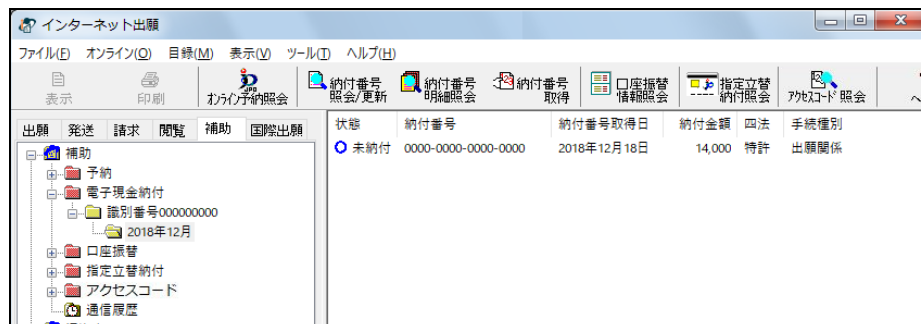 インターネット出願
ファイル(F) オンライン(O) 目録(M) 表示(V) ツール(T) ヘルプ(H)
表示 印刷 オンライン予納照会 納付番号照会/更新 納付番号明細照会 納付番号取得 口座振替情報照会 指定立替納付照会 アクセスコード照会
出願 発送 請求 閲覧 補助 国際出願
状態 納付番号 納付番号取得日 納付金額 四法 手続種別
未納付 0000-0000-0000-0000 2018年12月18日 14,000 特許 出願関係
補助
予納
電子現金納付
識別番号000000000
2018年12月
口座振替
指定立替納付
アクセスコード
通信履歴